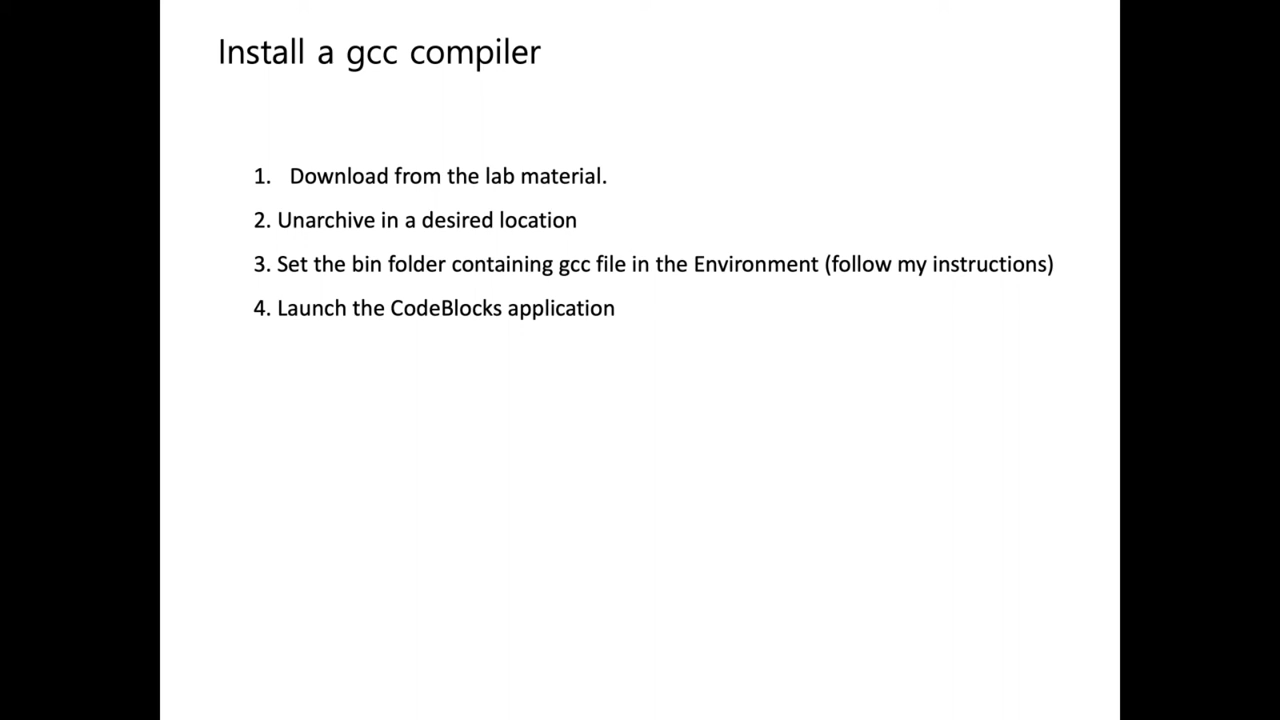 Install a gcc compiler
1. Download from the lab material.
2. Unarchive in a desired location
3. Set the bin folder containing gcc file in the Environment (follow my instructions)
4. Launch the CodeBlocks application